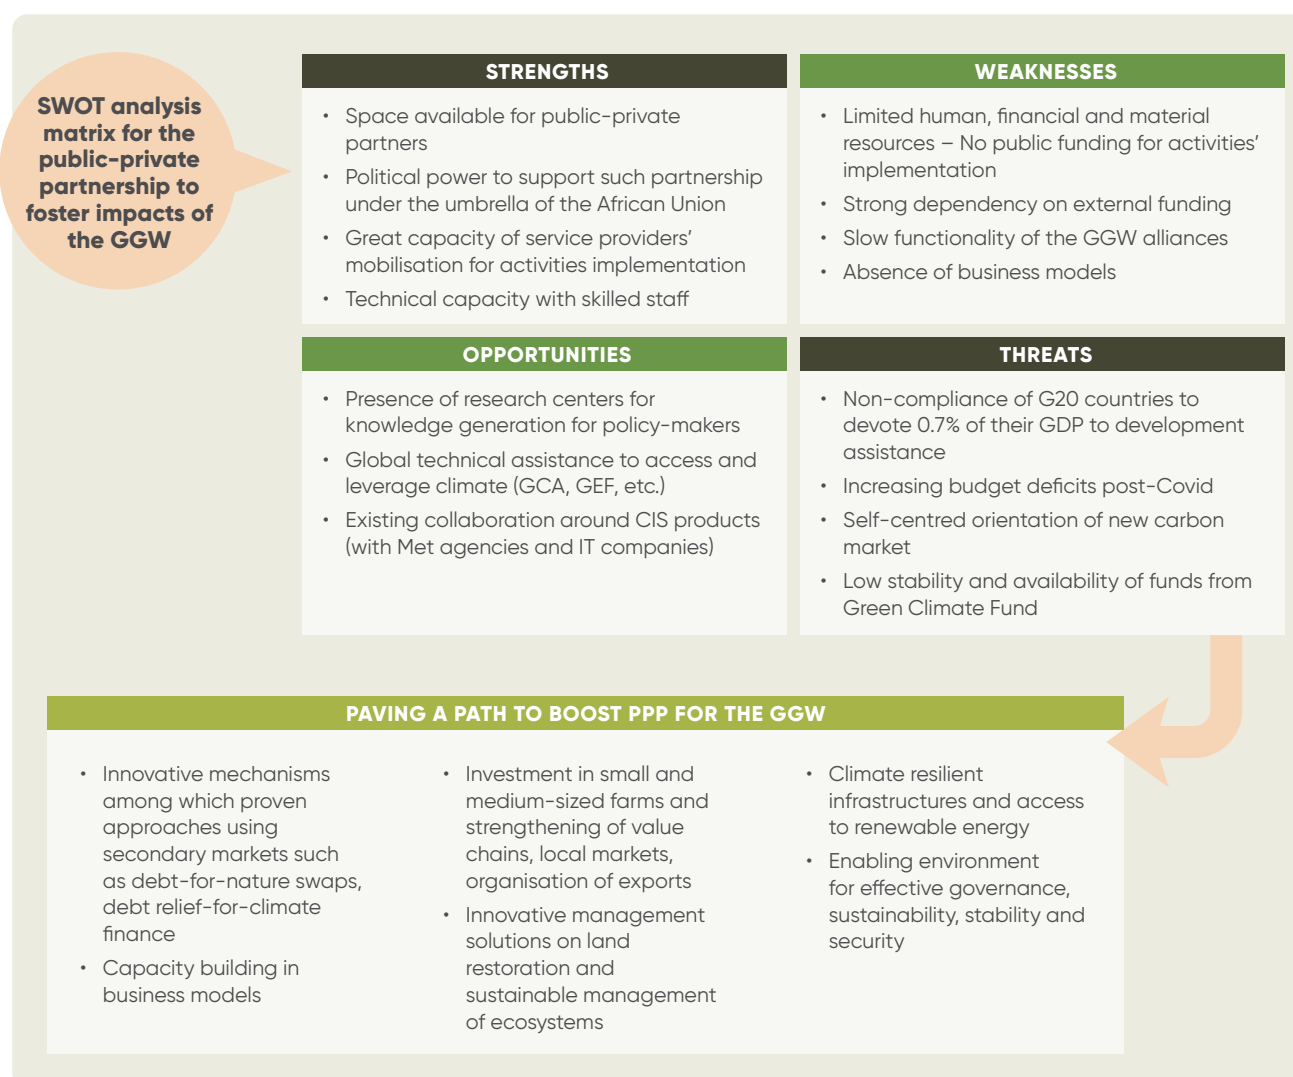 SWOT analysis
matrix for the
public-private
partnership to
foster impacts of
the GGW
STRENGTHS
• Space available for public-private
partners
• Political power to support such partnership
under the umbrella of the African Union
• Great capacity of service providers’
mobilisation for activities implementation
• Technical capacity with skilled staff
WEAKNESSES
• Limited human, financial and material
resources – No public funding for activities’
implementation
• Strong dependency on external funding
• Slow functionality of the GGW alliances
• Absence of business models
OPPORTUNITIES
• Presence of research centers for
knowledge generation for policy-makers
• Global technical assistance to access and
leverage climate (GCA, GEF, etc.)
• Existing collaboration around CIS products
(with Met agencies and IT companies)
THREATS
• Non-compliance of G20 countries to
devote 0.7% of their GDP to development
assistance
• Increasing budget deficits post-Covid
• Self-centred orientation of new carbon
market
• Low stability and availability of funds from
Green Climate Fund
PAVING A PATH TO BOOST PPP FOR THE GGW
• Innovative mechanisms
among which proven
approaches using
secondary markets such
as debt-for-nature swaps,
debt relief-for-climate
finance
• Capacity building in
business models
• Investment in small and
medium-sized farms and
strengthening of value
chains, local markets,
organisation of exports
• Innovative management
solutions on land
restoration and
sustainable management
of ecosystems
• Climate resilient
infrastructures and access
to renewable energy
• Enabling environment
for effective governance,
sustainability, stability and
security